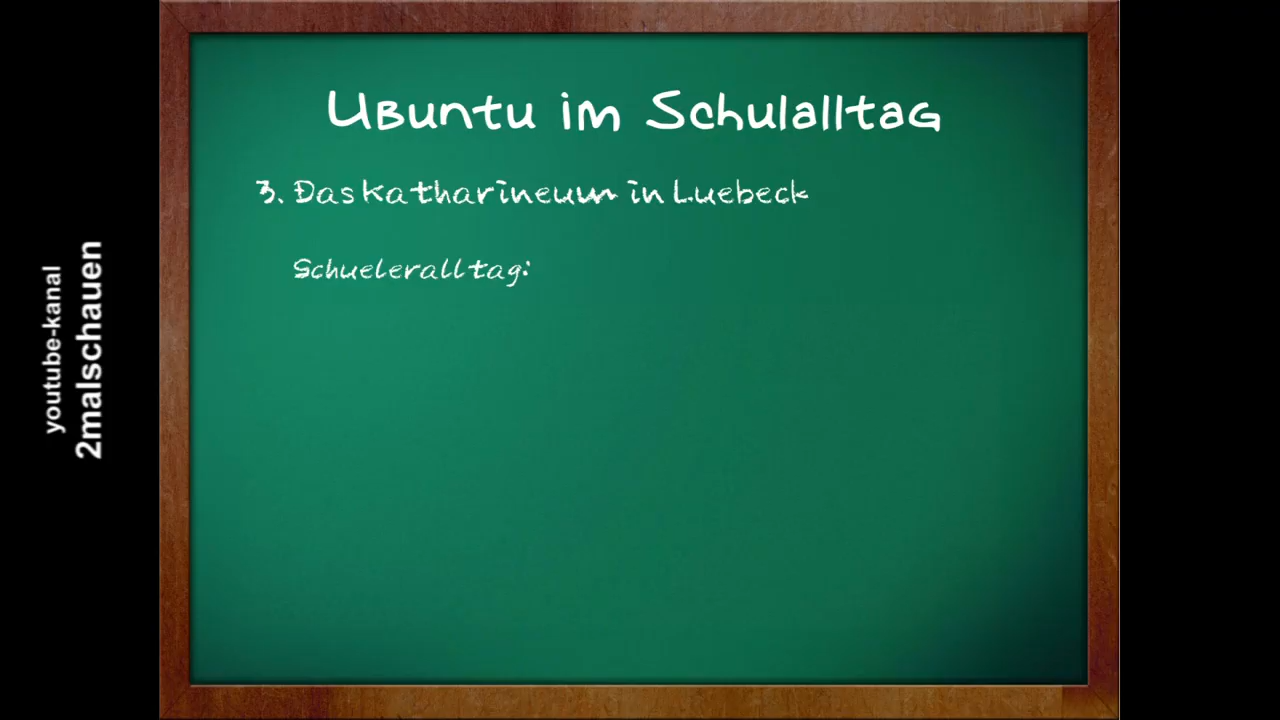 Ubuntu im Schulalltag
3. Das Katharineum in Luebeck
Schueleralltag:
youtube-kanal
2malschauen